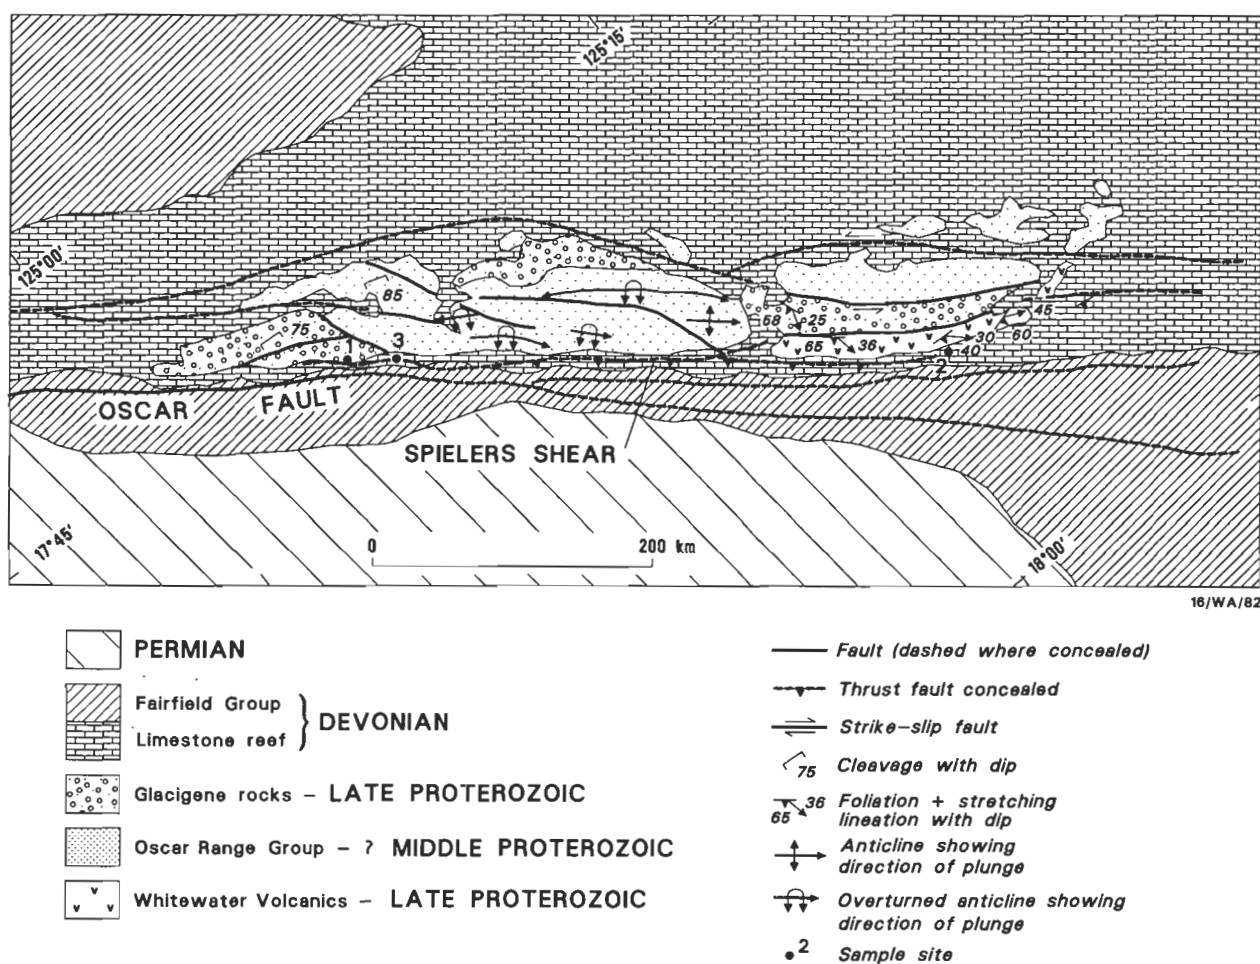 125°15'
125°00'
85
75
1
3
68
25
65
36
30
40
2
60
45
OSCAR FAULT
SPIELERS SHEAR
17°45'
0 200 km
18°00'
16/WA/82
PERMIAN
Fairfield Group
Limestone reef
DEVONIAN
Glacigene rocks – LATE PROTEROZOIC
Oscar Range Group – ? MIDDLE PROTEROZOIC
Whitewater Volcanics – LATE PROTEROZOIC
Fault (dashed where concealed)
Thrust fault concealed
Strike–slip fault
75 Cleavage with dip
65 36 Foliation + stretching
lineation with dip
Anticline showing
direction of plunge
Overturned anticline showing
direction of plunge
2 Sample site